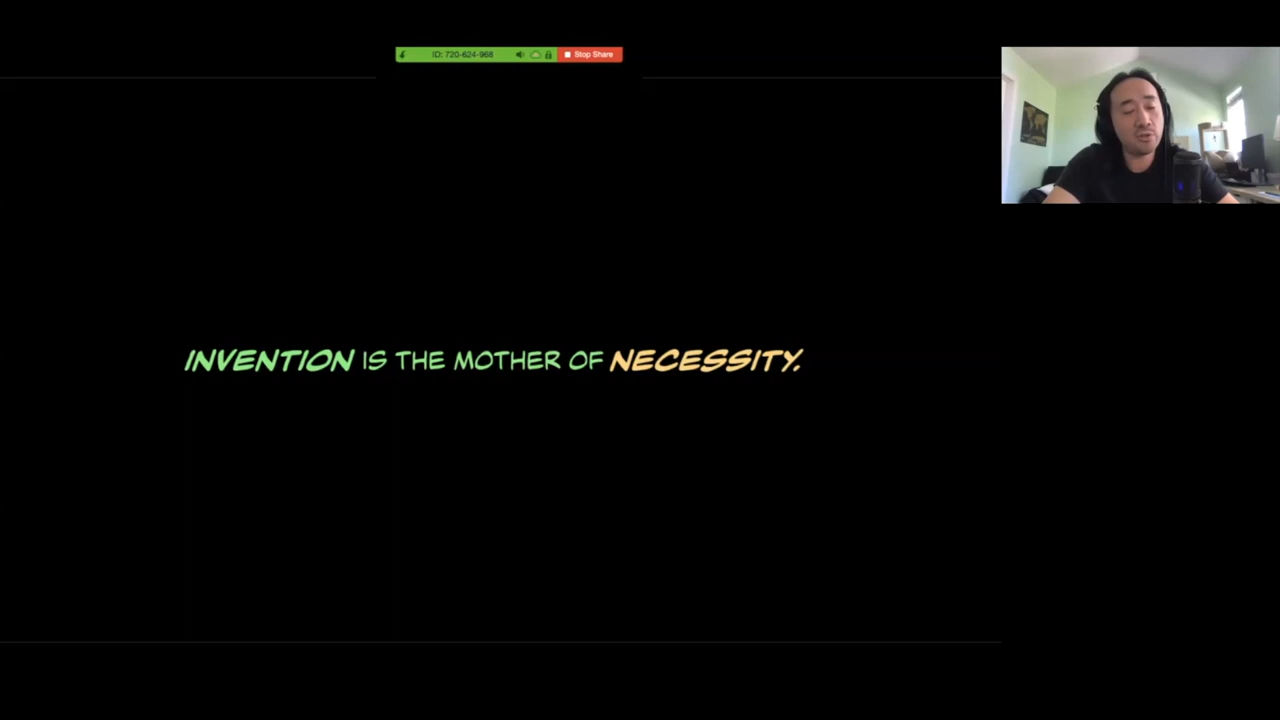 ID: 720-624-968 Stop Share
INVENTION IS THE MOTHER OF NECESSITY.